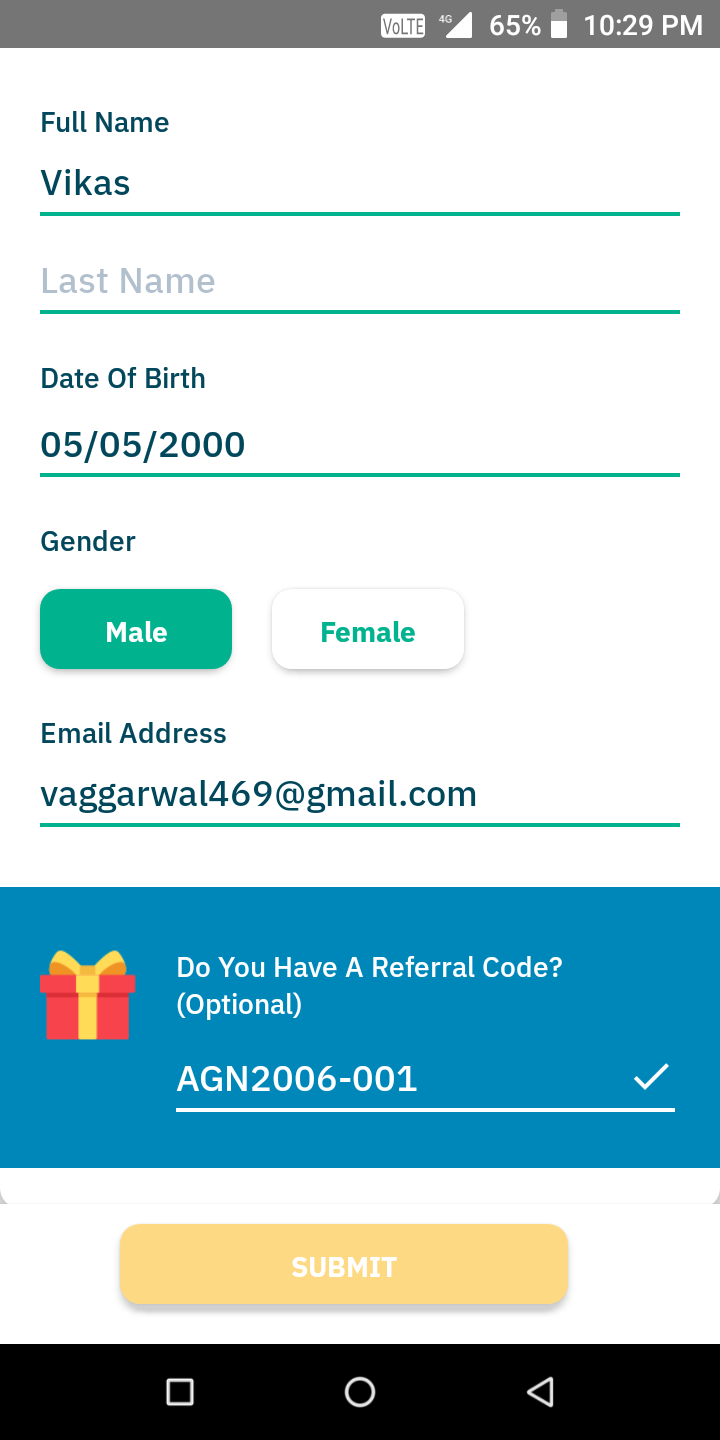 VoLTE 4G 65% 10:29 PM
Full Name
Vikas
Last Name
Date Of Birth
05/05/2000
Gender
Male Female
Email Address
vaggarwal469@gmail.com
Do You Have A Referral Code?
(Optional)
AGN2006-001
SUBMIT